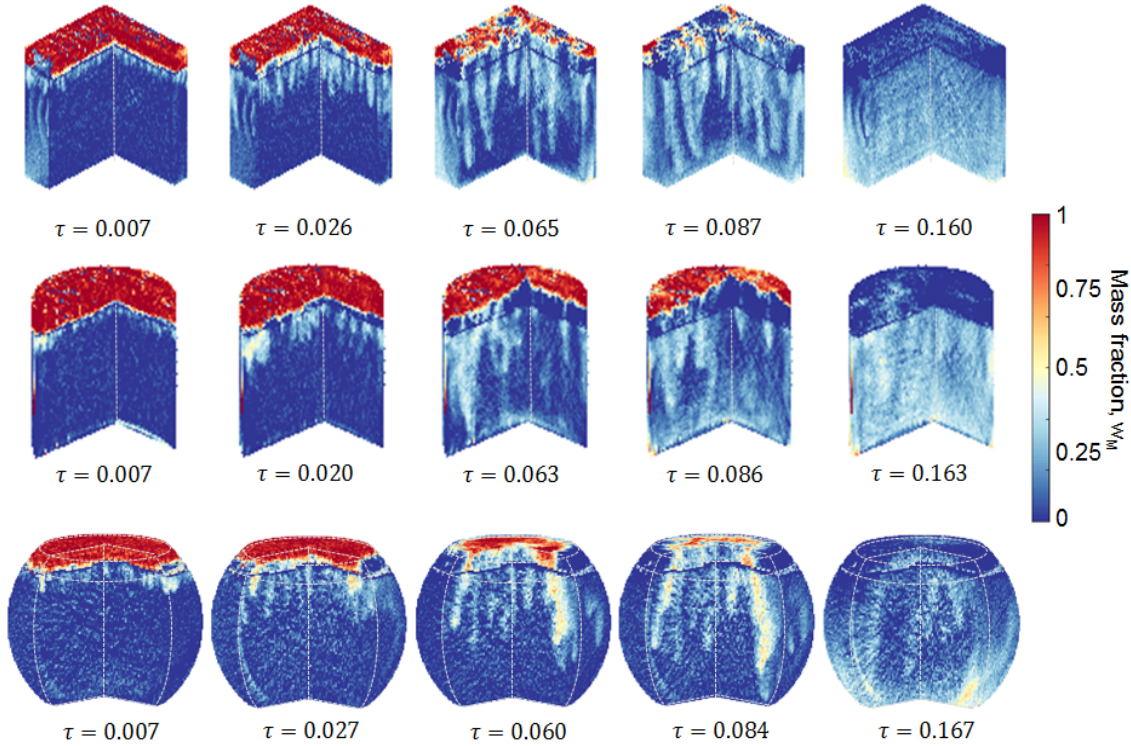 τ = 0.007
τ = 0.026
τ = 0.065
τ = 0.087
τ = 0.160
τ = 0.007
τ = 0.020
τ = 0.063
τ = 0.086
τ = 0.163
τ = 0.007
τ = 0.027
τ = 0.060
τ = 0.084
τ = 0.167
1
0.75
0.5
0.25
0
Mass fraction, w_M